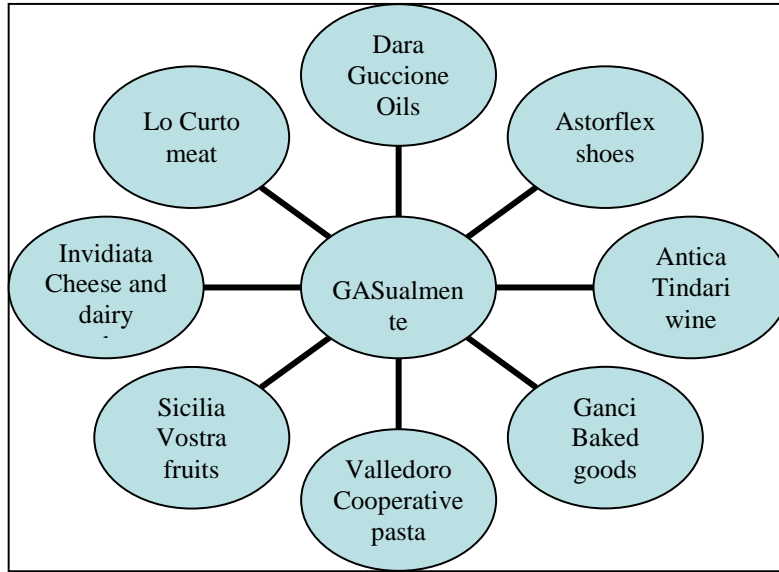 Dara
Guccione
Oils
Lo Curto
meat
Astorflex
shoes
Invidiata
Cheese and
dairy
GASualmen
te
Antica
Tindari
wine
Sicilia
Vostra
fruits
Valledoro
Cooperative
pasta
Ganci
Baked
goods